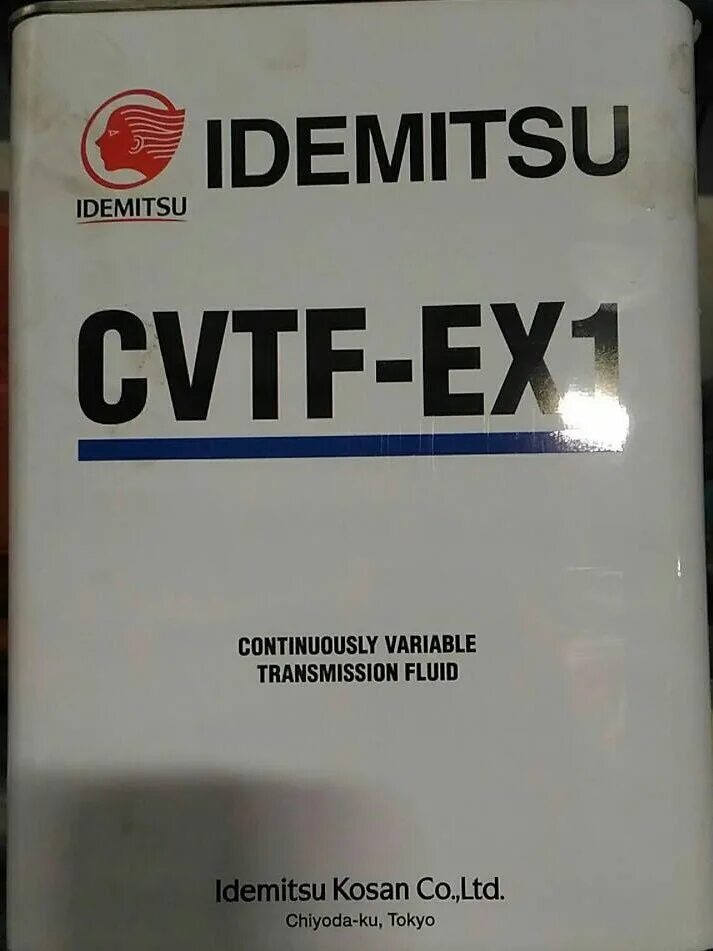 IDEMITSU
IDEMITSU
CVTF-EX1
CONTINUOUSLY VARIABLE
TRANSMISSION FLUID
Idemitsu Kosan Co.,Ltd.
Chiyoda-ku, Tokyo